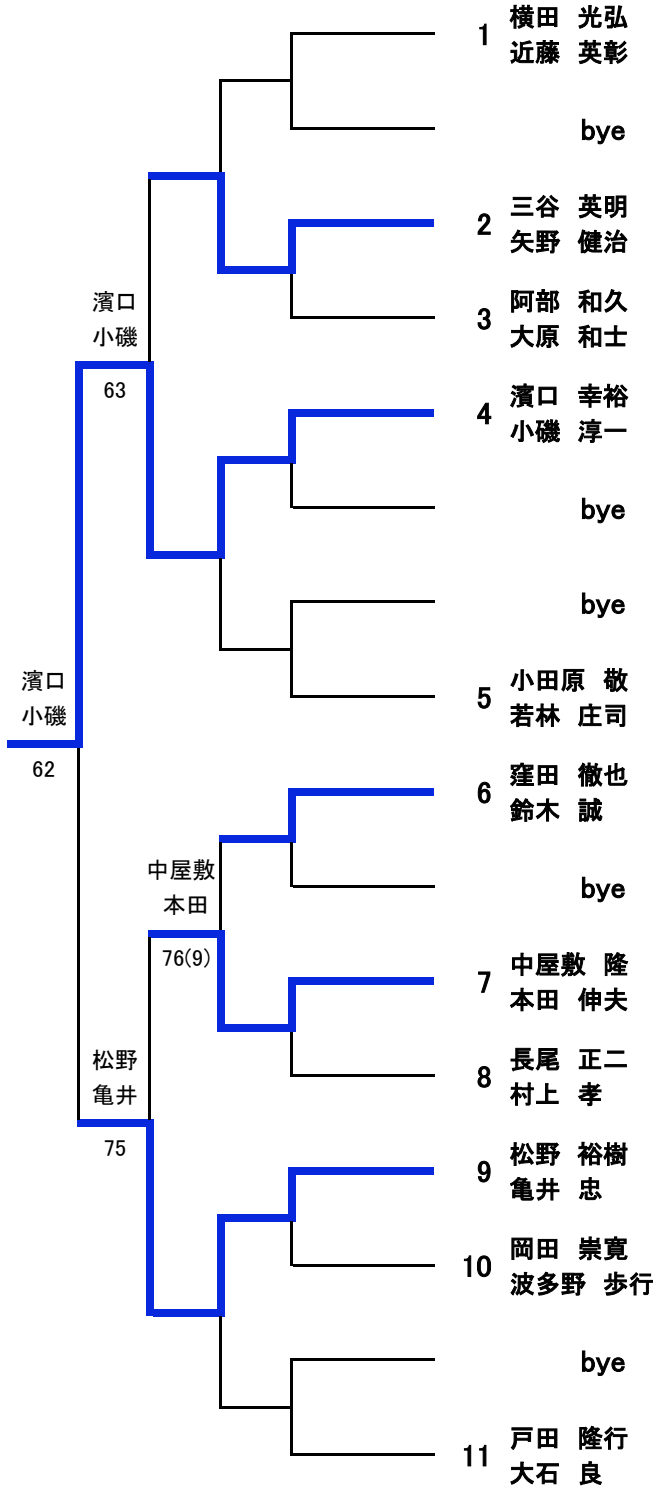 1 横田 光弘
近藤 英彰
bye
2 三谷 英明
矢野 健治
3 阿部 和久
大原 和士
濱口
小磯
63
4 濱口 幸裕
小磯 淳一
bye
bye
5 小田原 敬
若林 庄司
濱口
小磯
62
6 窪田 徹也
鈴木 誠
bye
中屋敷
本田
76(9)
7 中屋敷 隆
本田 伸夫
8 長尾 正二
村上 孝
松野
亀井
75
9 松野 裕樹
亀井 忠
10 岡田 崇寛
波多野 歩行
bye
11 戸田 隆行
大石 良